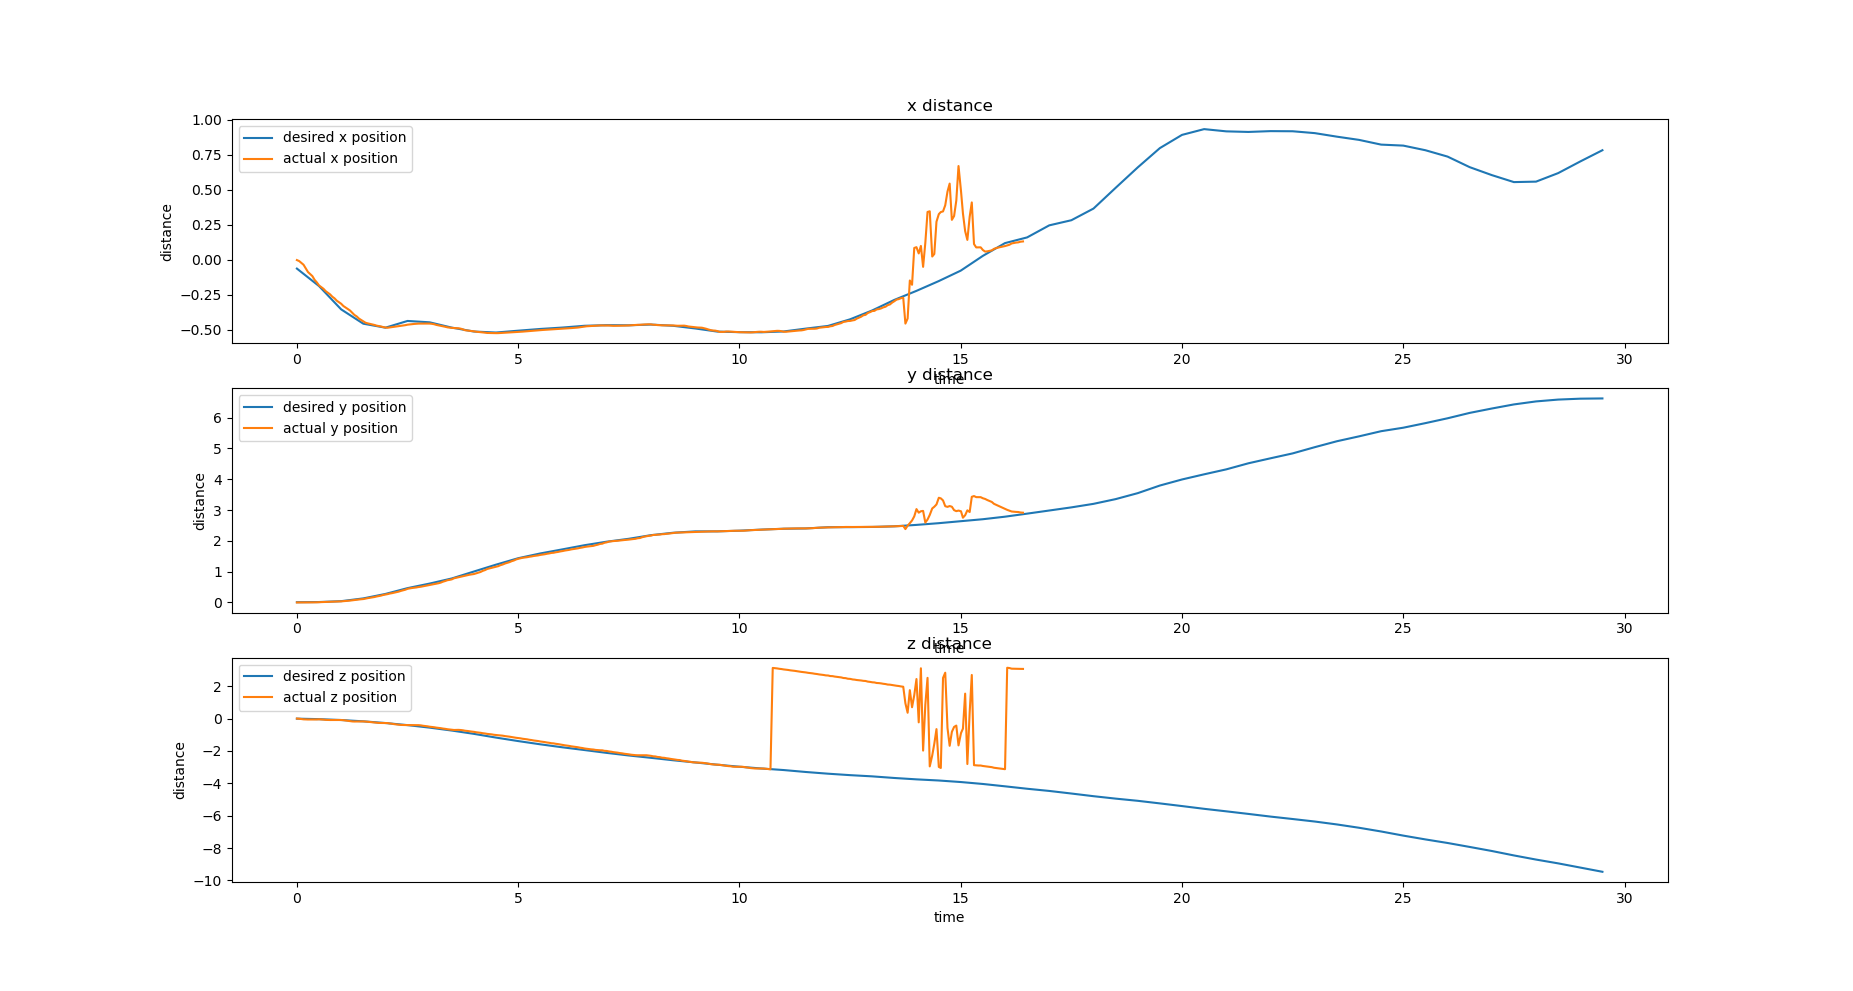 x distance
1.00
0.75
0.50
0.25
0.00
−0.25
−0.50
distance
desired x position
actual x position
0 5 10 15 20 25 30
time
y distance
6
5
4
3
2
1
0
distance
desired y position
actual y position
0 5 10 15 20 25 30
time
z distance
2
0
−2
−4
−6
−8
−10
distance
desired z position
actual z position
0 5 10 15 20 25 30
time